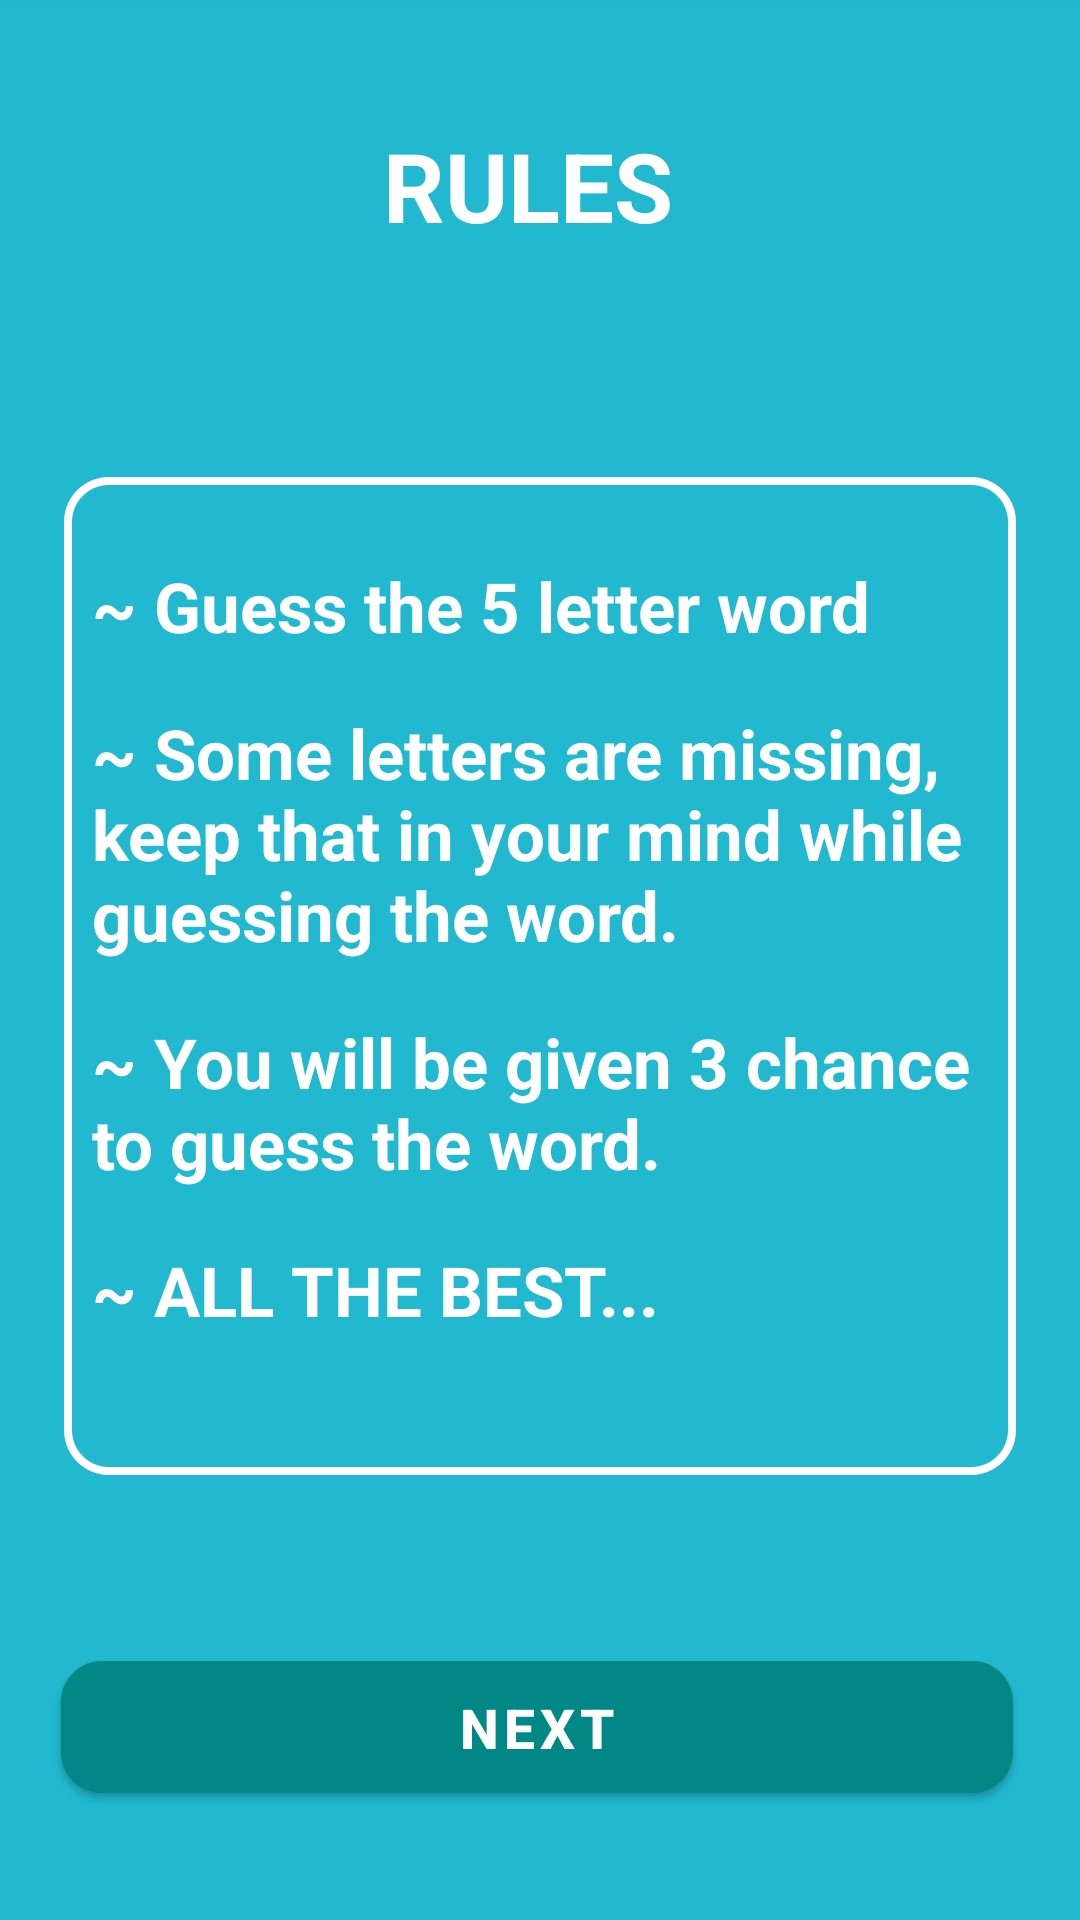 RULES
~ Guess the 5 letter word
~ Some letters are missing,
keep that in your mind while
guessing the word.
~ You will be given 3 chance
to guess the word.
~ ALL THE BEST...
NEXT